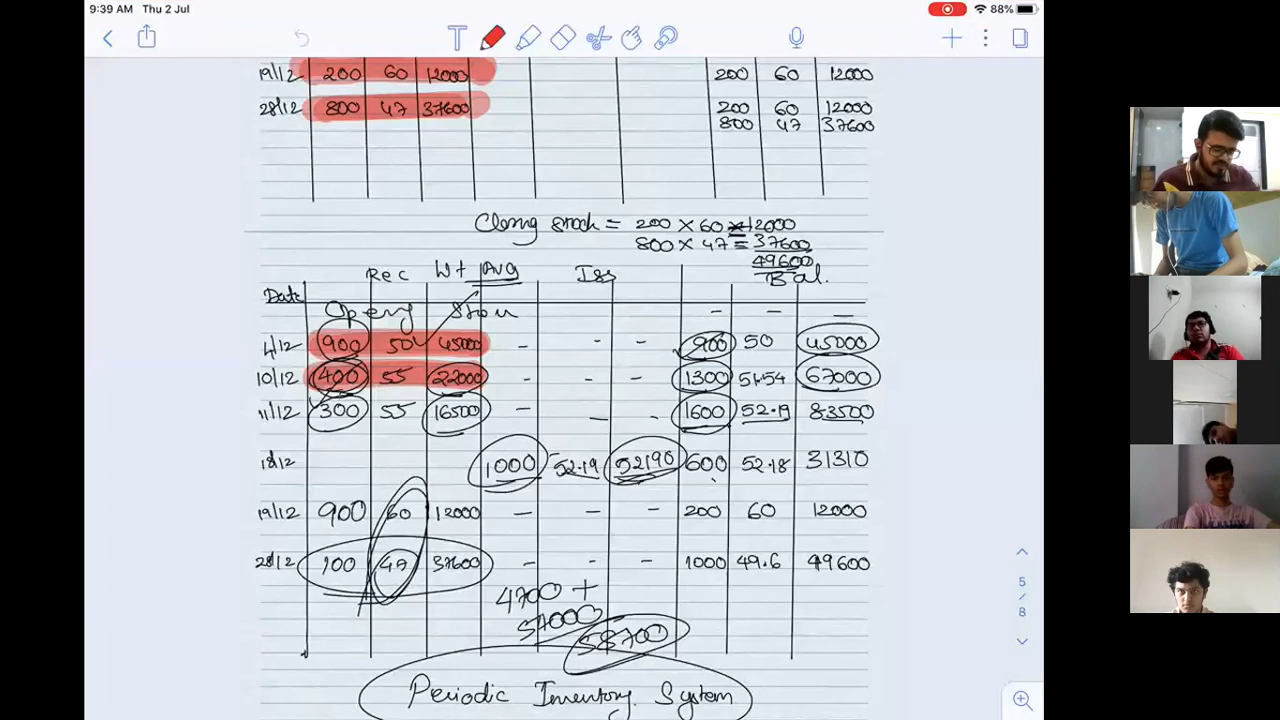 9:39 AM Thu 2 Jul 88%
19/12 200 60 12000 200 60 12000
28/12 800 47 37600 200 60 12000
800 47 37600
Closing stock = 200 × 60 = 12000
800 × 47 = 37600
49600
Rec Wt Avg Iss Bal.
Date
Opening Stock - - -
4/12 900 50 45000 - - - 900 50 45000
10/12 400 55 22000 - - - 1300 51.54 67000
11/12 300 55 16500 - - - 1600 52.19 83500
18/12 1000 52.19 52190 600 52.18 31310
19/12 900 60 12000 - - - 200 60 12000
28/12 100 47 37600 - - - 1000 49.6 49600
4700 +
54000
58700
Periodic Inventory System
5
/
8